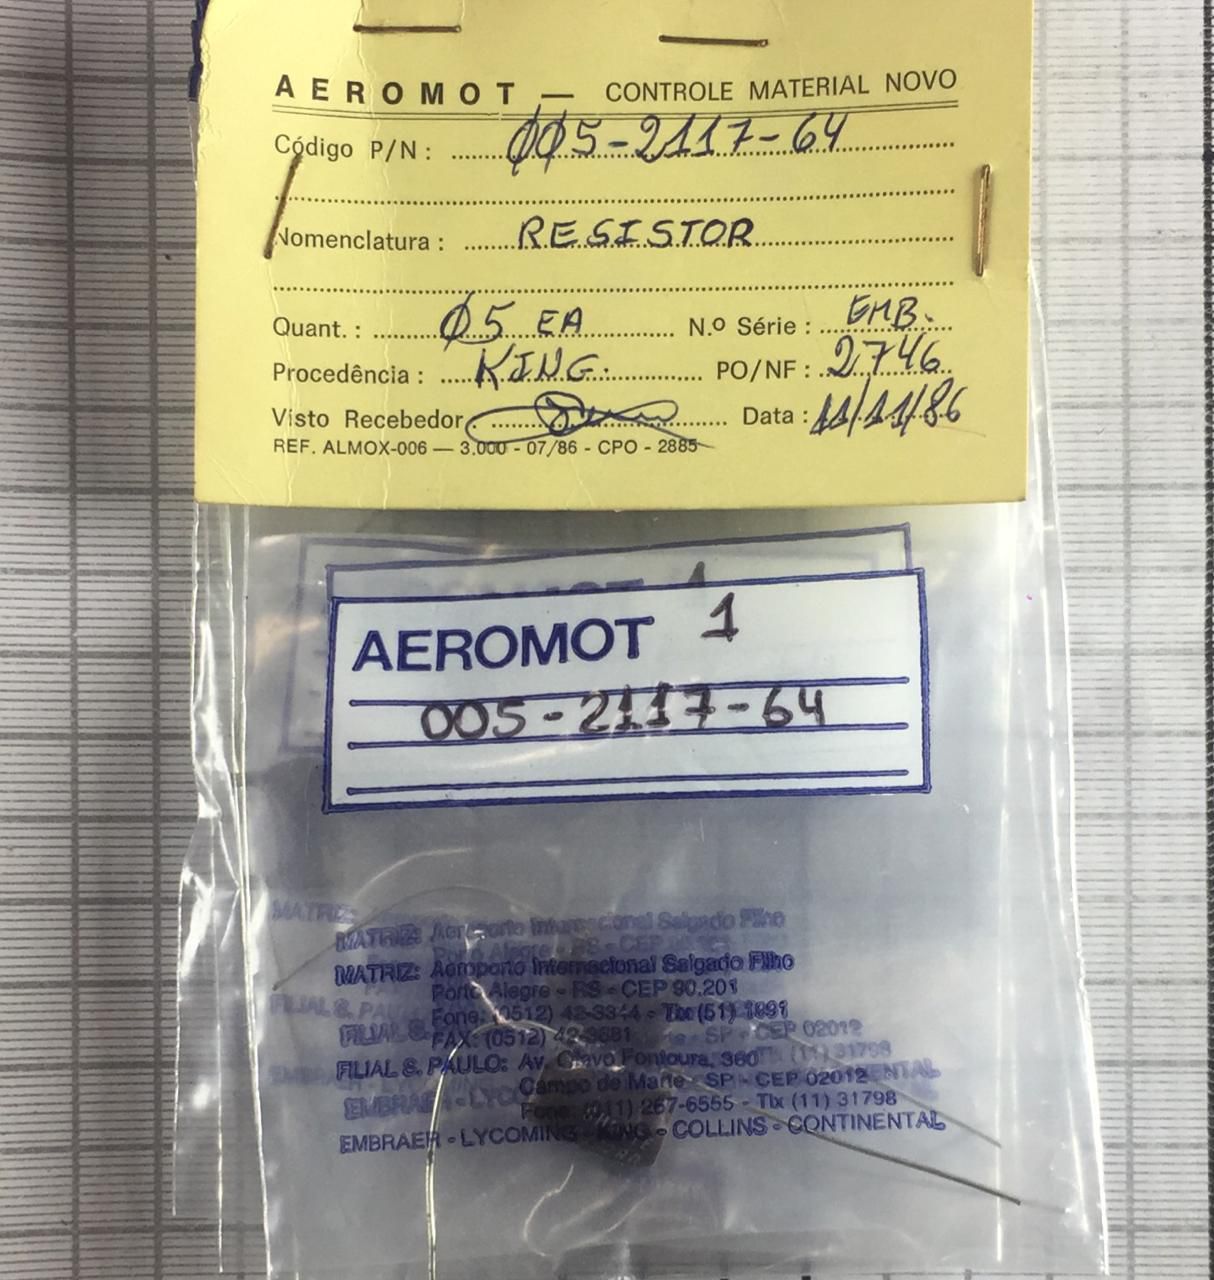 AEROMOT — CONTROLE MATERIAL NOVO
Código P/N: 005-2117-64
Nomenclatura: RESISTOR
Quant.: 05 EA N.º Série: EMB.
Procedência: KING. PO/NF: 2746
Visto Recebedor: Data: 11/11/86
REF. ALMOX-006 — 3.000 - 07/86 - CPO - 2885
AEROMOT 1
005-2117-64
MATRIZ: Aeroporto Internacional Salgado Filho
Porto Alegre - RS - CEP 90.201
Fone: (0512) 42-3344 - Tlx (51) 1891
FAX: (0512) 42-3681
FILIAL S. PAULO: Av. Olavo Fontoura, 360
Campo de Marte - SP - CEP 02012
Fone: (011) 267-6555 - Tlx (11) 31798
EMBRAER - LYCOMING - KING - COLLINS - CONTINENTAL